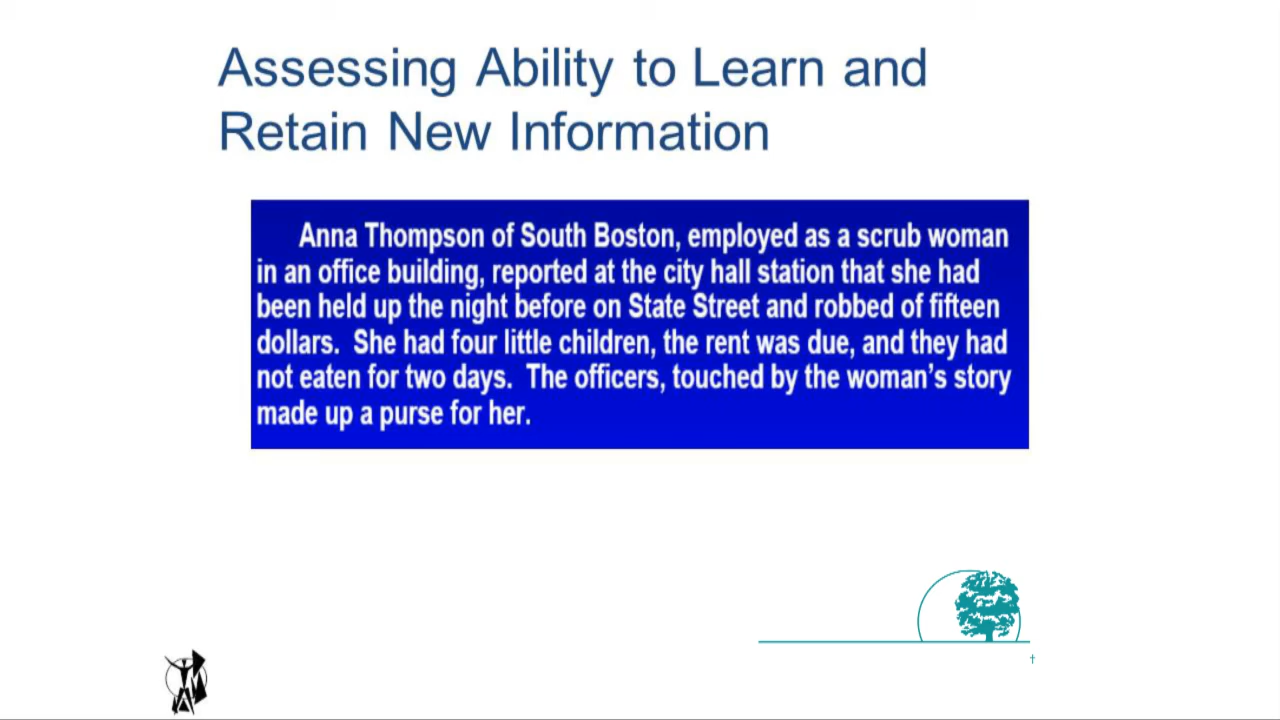 Assessing Ability to Learn and
Retain New Information
Anna Thompson of South Boston, employed as a scrub woman
in an office building, reported at the city hall station that she had
been held up the night before on State Street and robbed of fifteen
dollars.  She had four little children, the rent was due, and they had
not eaten for two days.  The officers, touched by the woman’s story
made up a purse for her.
†